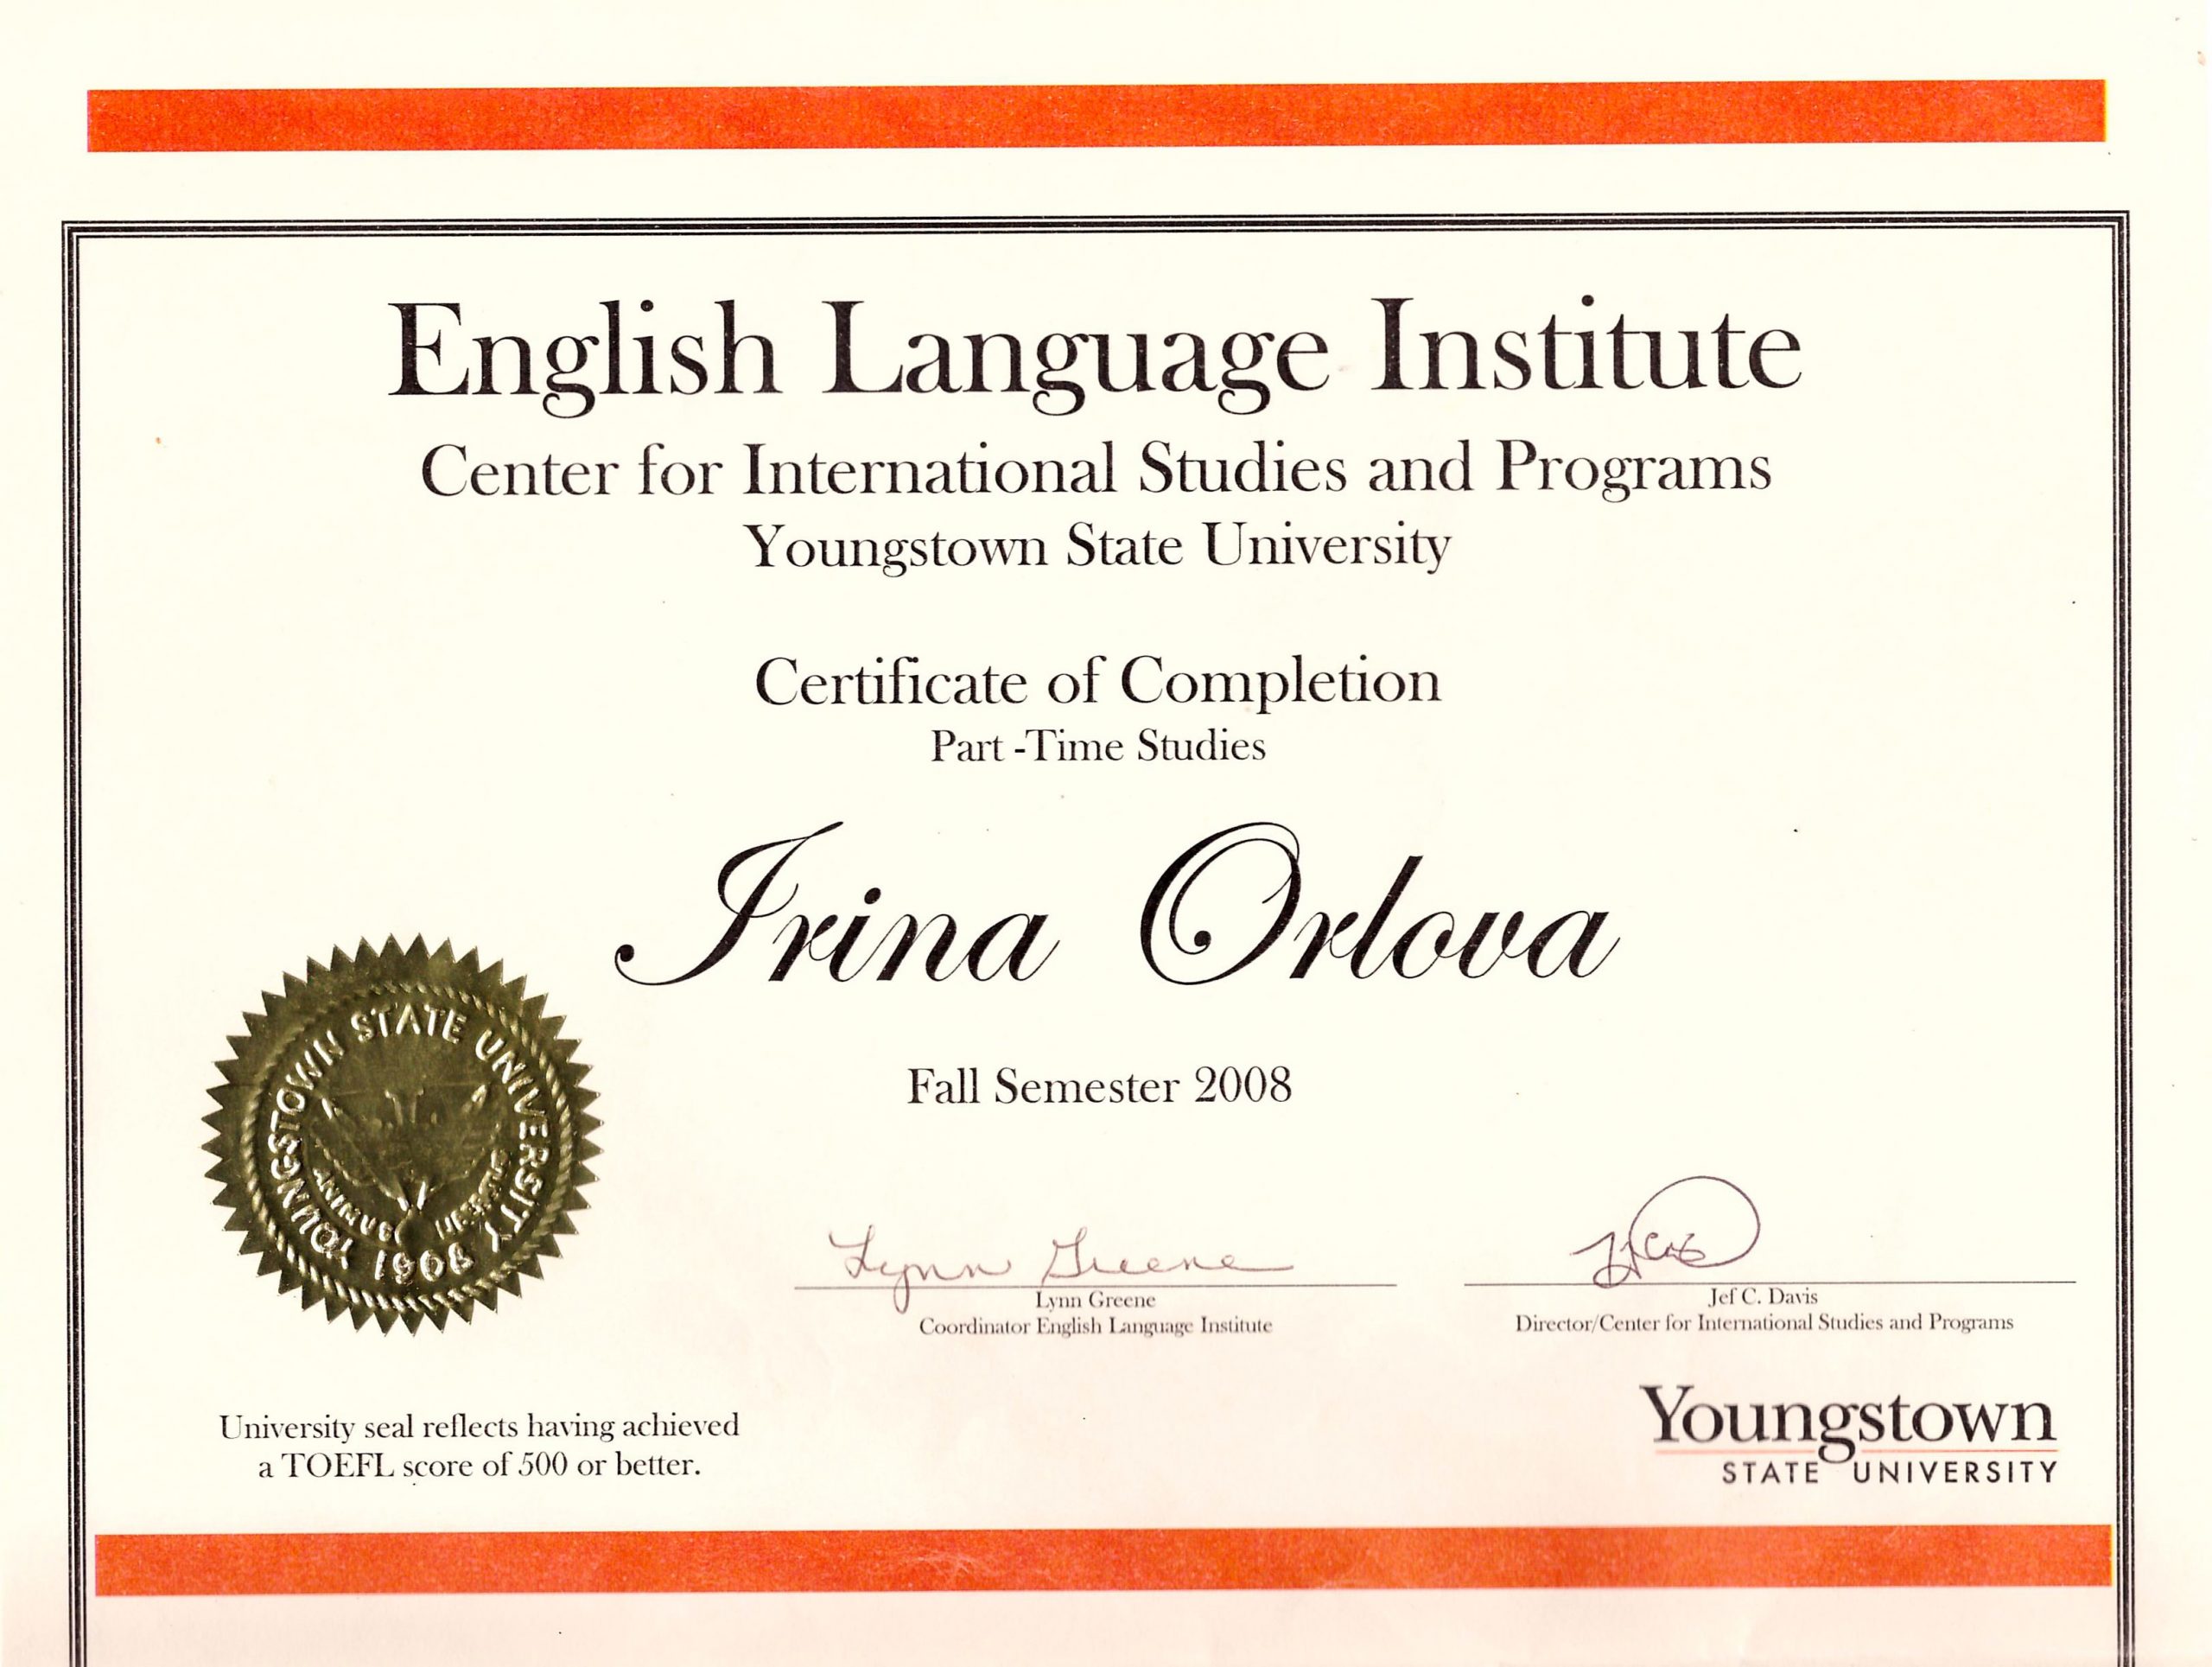 English Language Institute
Center for International Studies and Programs
Youngstown State University
Certificate of Completion
Part -Time Studies
Irina Orlova
Fall Semester 2008
YOUNGSTOWN STATE UNIVERSITY
1908
Lynn Greene
Lynn Greene
Coordinator English Language Institute
Jef C. Davis
Director/Center for International Studies and Programs
University seal reflects having achieved
a TOEFL score of 500 or better.
Youngstown
STATE UNIVERSITY